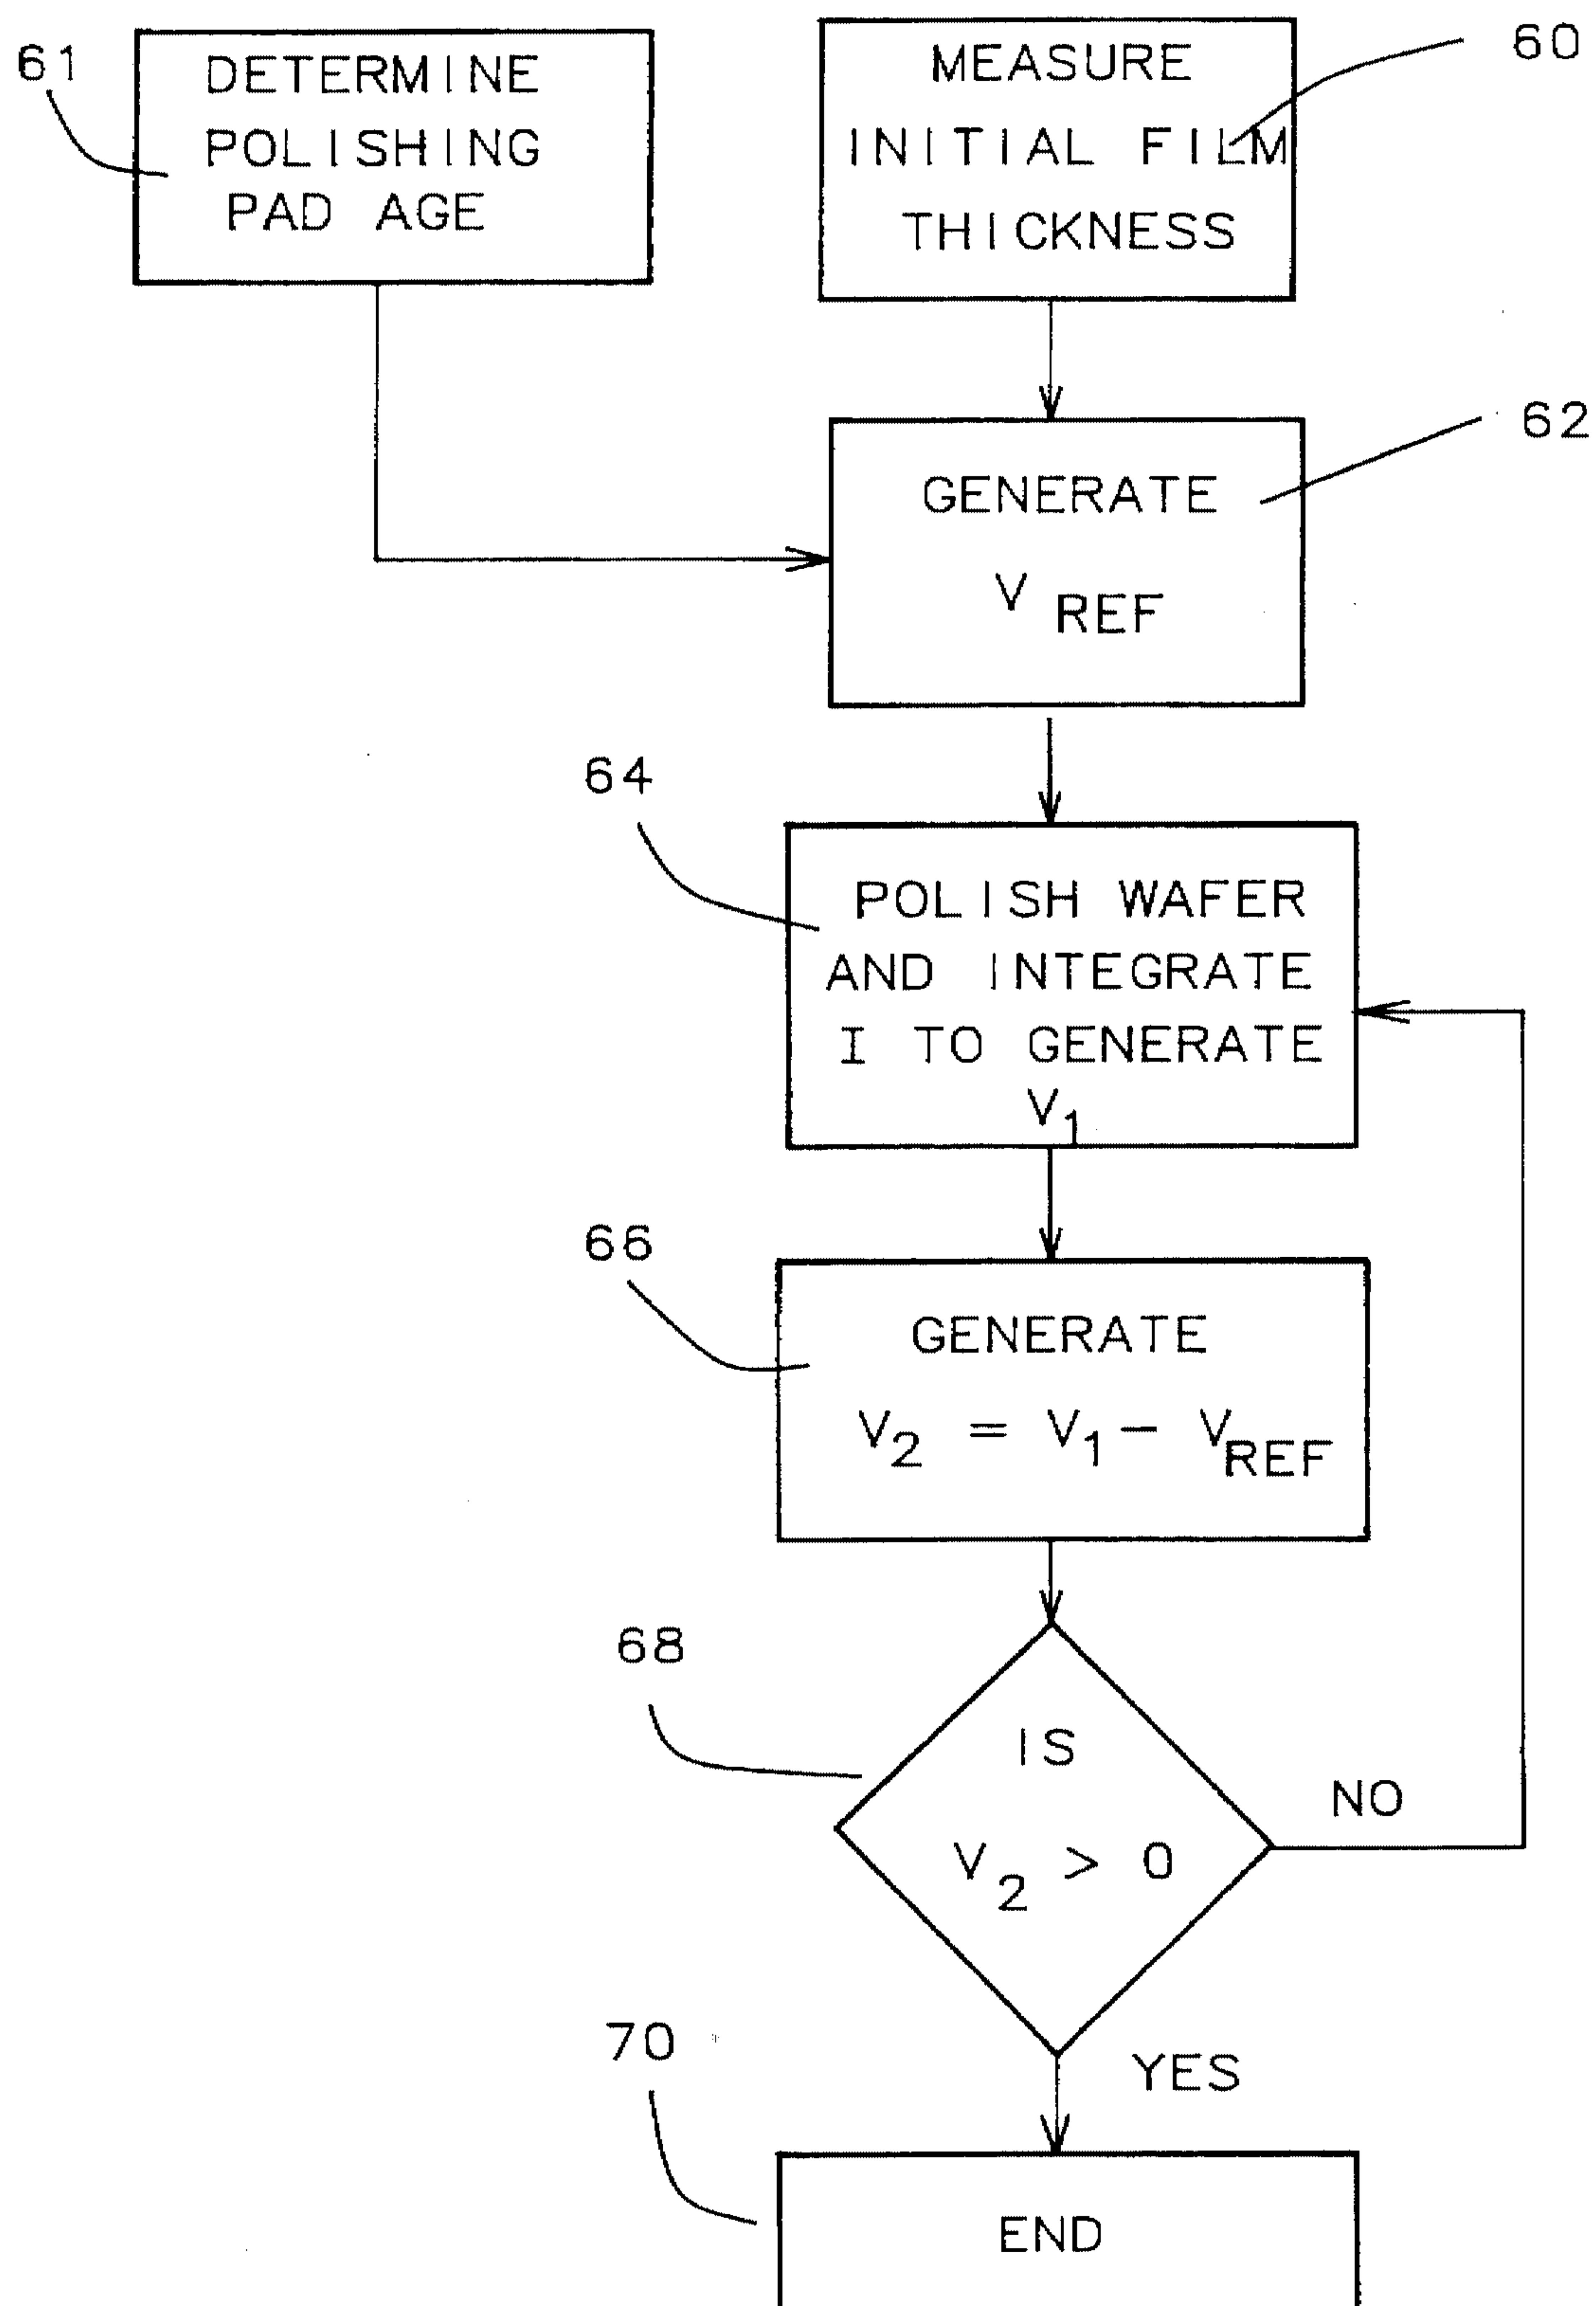 61
DETERMINE
POLISHING
PAD AGE
60
MEASURE
INITIAL FILM
THICKNESS
62
GENERATE
V REF
64
POLISH WAFER
AND INTEGRATE
I TO GENERATE
V1
66
GENERATE
V2 = V1 - VREF
68
IS
V2 > 0
NO
YES
70
END